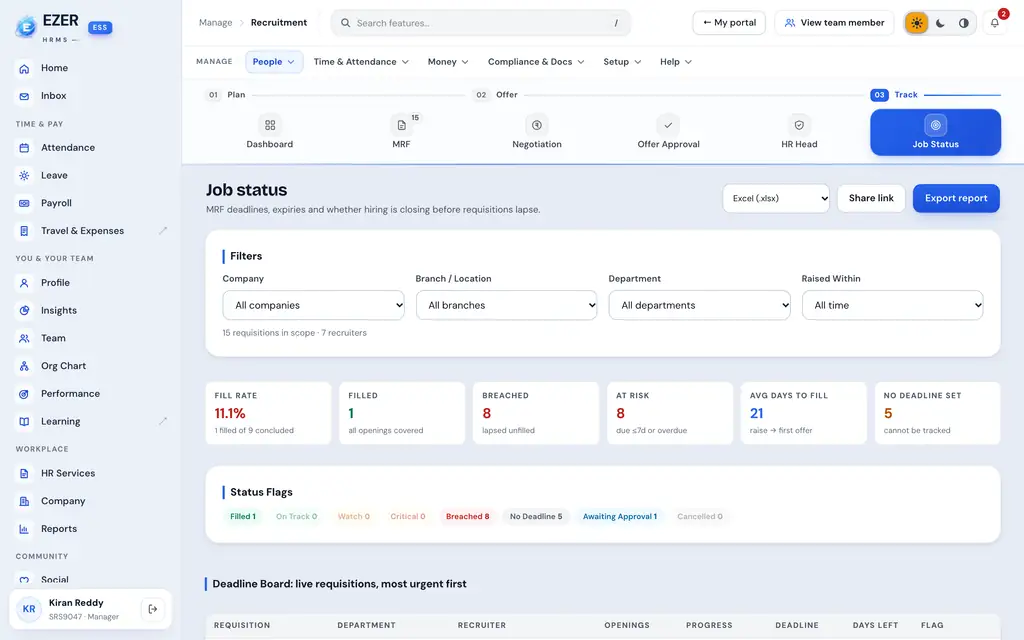 EZER
HRMS
ESS
Home
Inbox
TIME & PAY
Attendance
Leave
Payroll
Travel & Expenses
YOU & YOUR TEAM
Profile
Insights
Team
Org Chart
Performance
Learning
WORKPLACE
HR Services
Company
Reports
COMMUNITY
Social
KR
Kiran Reddy
SRS9047 · Manager
Manage > Recruitment
Search features...
/
← My portal
View team member
2
MANAGE
People
Time & Attendance
Money
Compliance & Docs
Setup
Help
01 Plan
02 Offer
03 Track
Dashboard
15
MRF
Negotiation
Offer Approval
HR Head
Job Status
Job status
MRF deadlines, expiries and whether hiring is closing before requisitions lapse.
Excel (.xlsx)
Share link
Export report
Filters
Company
Branch / Location
Department
Raised Within
All companies
All branches
All departments
All time
15 requisitions in scope · 7 recruiters
FILL RATE
11.1%
1 filled of 9 concluded
FILLED
1
all openings covered
BREACHED
8
lapsed unfilled
AT RISK
8
due ≤7d or overdue
AVG DAYS TO FILL
21
raise → first offer
NO DEADLINE SET
5
cannot be tracked
Status Flags
Filled 1
On Track 0
Watch 0
Critical 0
Breached 8
No Deadline 5
Awaiting Approval 1
Cancelled 0
Deadline Board: live requisitions, most urgent first
REQUISITION
DEPARTMENT
RECRUITER
OPENINGS
PROGRESS
DEADLINE
DAYS LEFT
FLAG